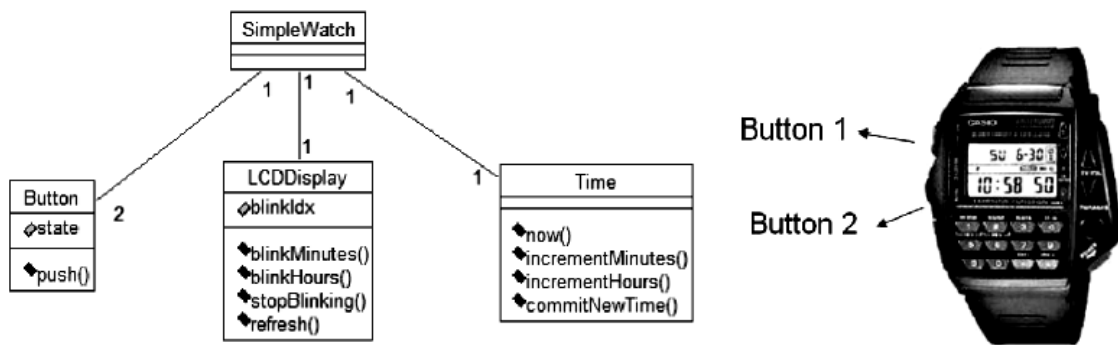 SimpleWatch
1
1
1
2
1
1
Button
state
push()
LCDDisplay
blinkIdx
blinkMinutes()
blinkHours()
stopBlinking()
refresh()
Time
now()
incrementMinutes()
incrementHours()
commitNewTime()
Button 1
Button 2
CASIO
SU 6-30
10:58 50